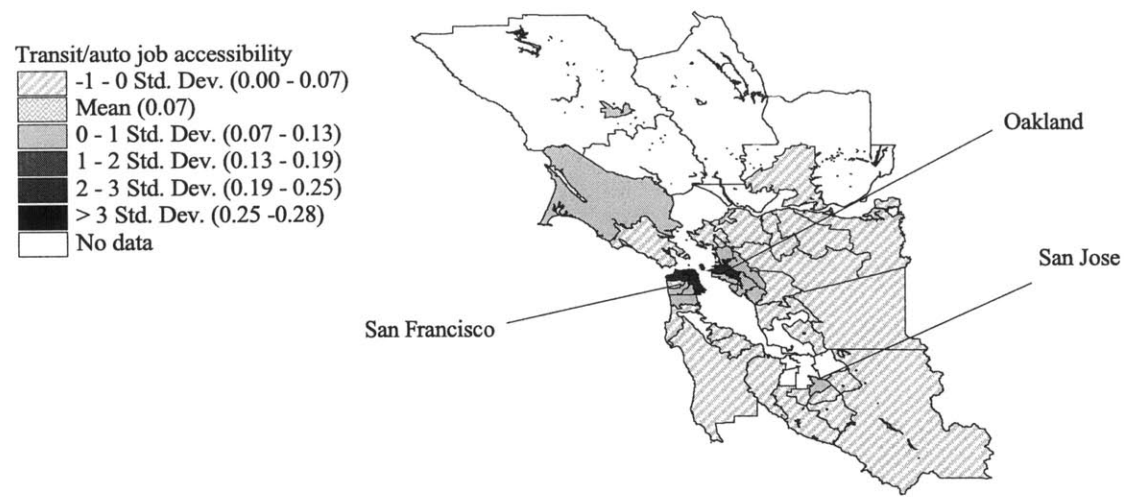 Transit/auto job accessibility
-1 - 0 Std. Dev. (0.00 - 0.07)
Mean (0.07)
0 - 1 Std. Dev. (0.07 - 0.13)
1 - 2 Std. Dev. (0.13 - 0.19)
2 - 3 Std. Dev. (0.19 - 0.25)
> 3 Std. Dev. (0.25 -0.28)
No data
Oakland
San Jose
San Francisco